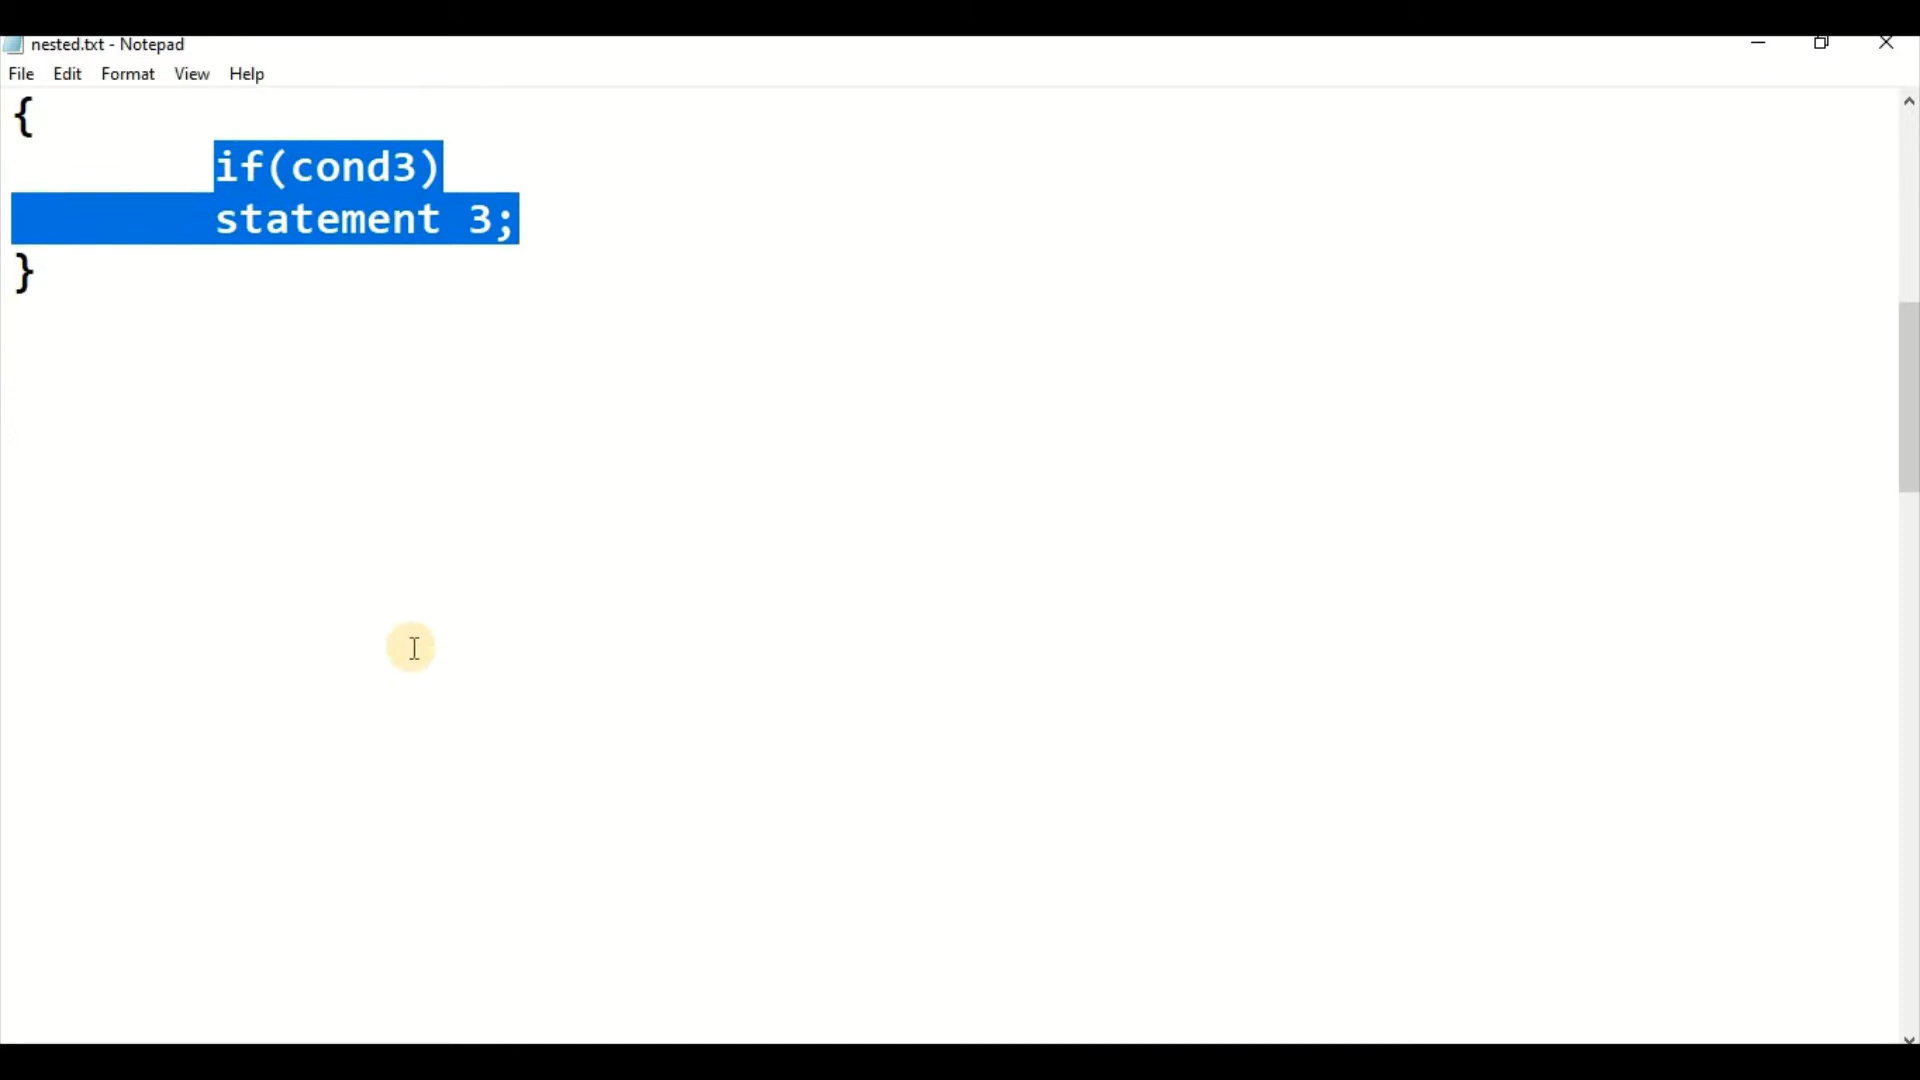 nested.txt - Notepad
File Edit Format View Help
{
if(cond3)
statement 3;
}